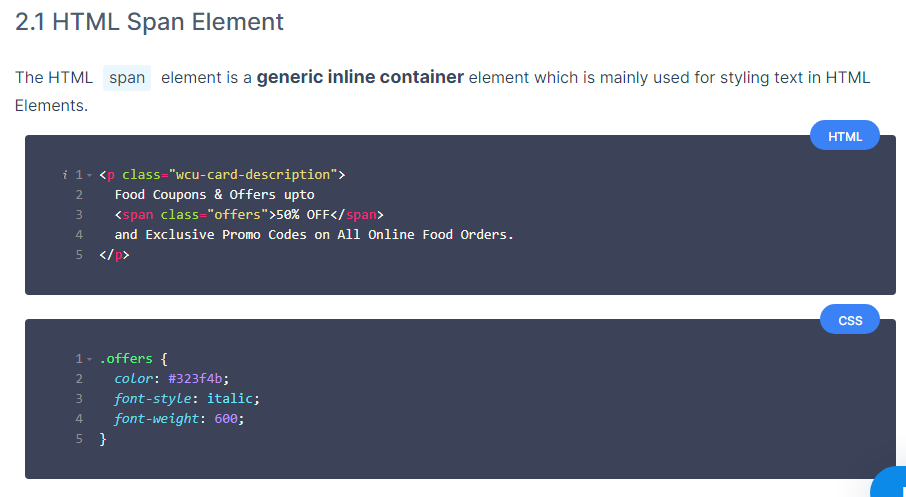 2.1 HTML Span Element
The HTML span element is a generic inline container element which is mainly used for styling text in HTML
Elements.
HTML
i 1 <p class="wcu-card-description">
2 Food Coupons & Offers upto
3 <span class="offers">50% OFF</span>
4 and Exclusive Promo Codes on All Online Food Orders.
5 </p>
CSS
1 .offers {
2 color: #323f4b;
3 font-style: italic;
4 font-weight: 600;
5 }